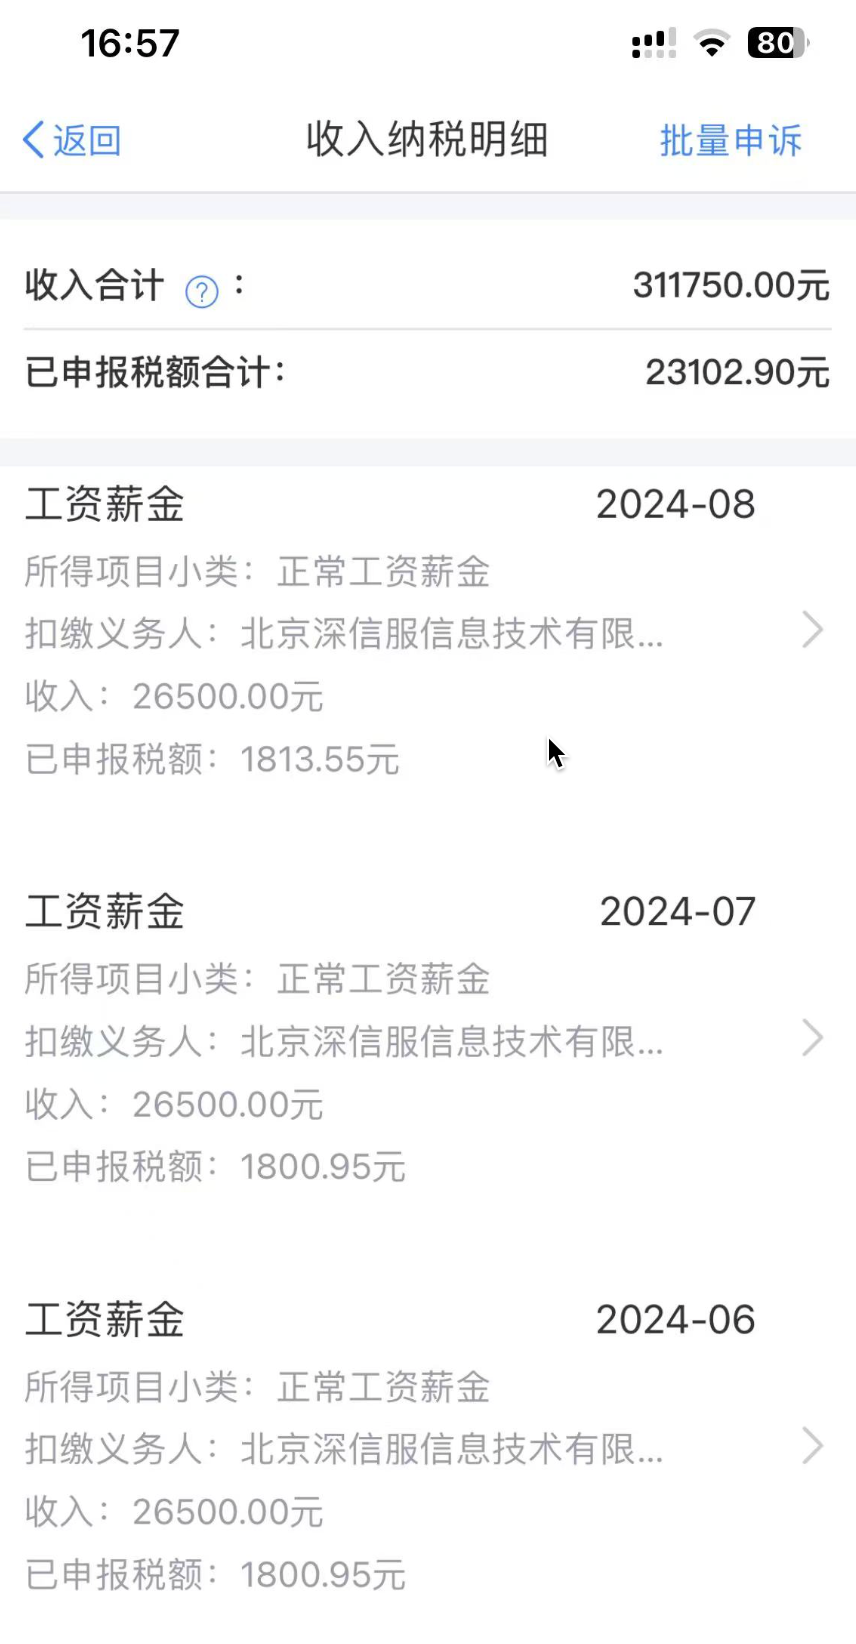 16:57
80
返回
收入纳税明细
批量申诉
收入合计 ? :
311750.00元
已申报税额合计:
23102.90元
工资薪金
2024-08
所得项目小类：正常工资薪金
扣缴义务人：北京深信服信息技术有限...
收入：26500.00元
已申报税额：1813.55元
工资薪金
2024-07
所得项目小类：正常工资薪金
扣缴义务人：北京深信服信息技术有限...
收入：26500.00元
已申报税额：1800.95元
工资薪金
2024-06
所得项目小类：正常工资薪金
扣缴义务人：北京深信服信息技术有限...
收入：26500.00元
已申报税额：1800.95元